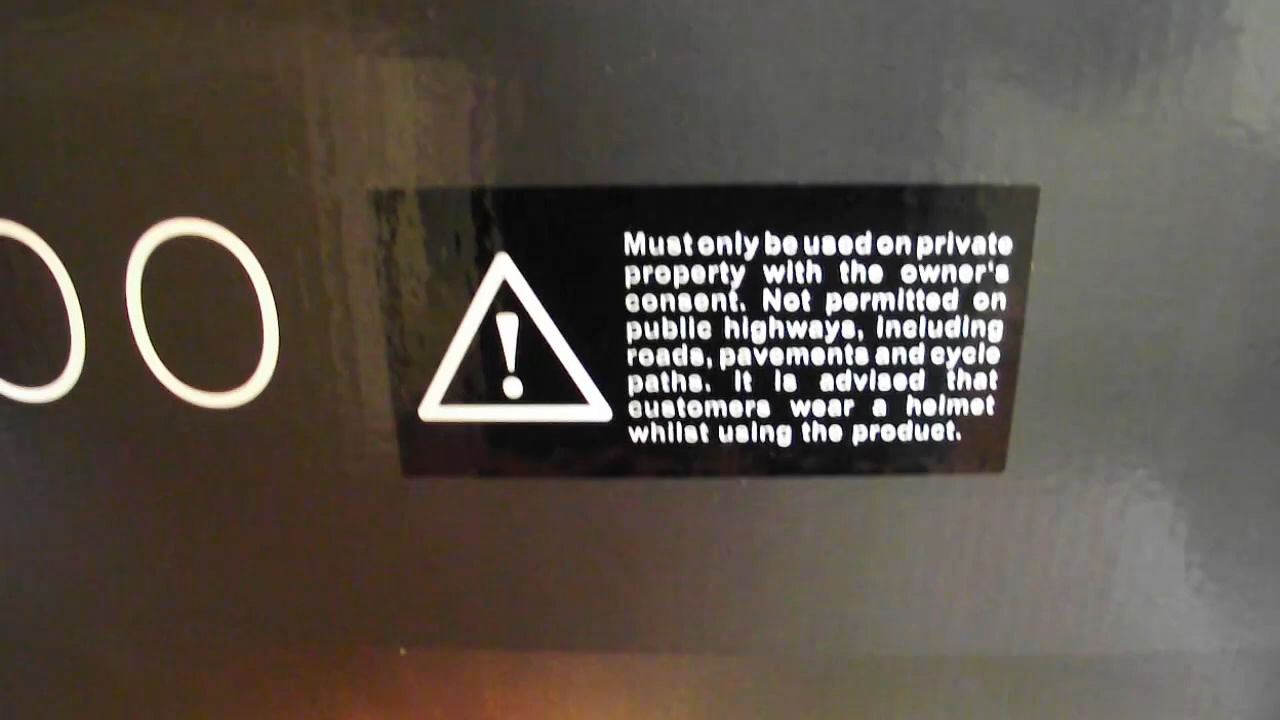 OO
Must only be used on private
property with the owner's
consent. Not permitted on
public highways, including
roads, pavements and cycle
paths. It is advised that
customers wear a helmet
whilst using the product.